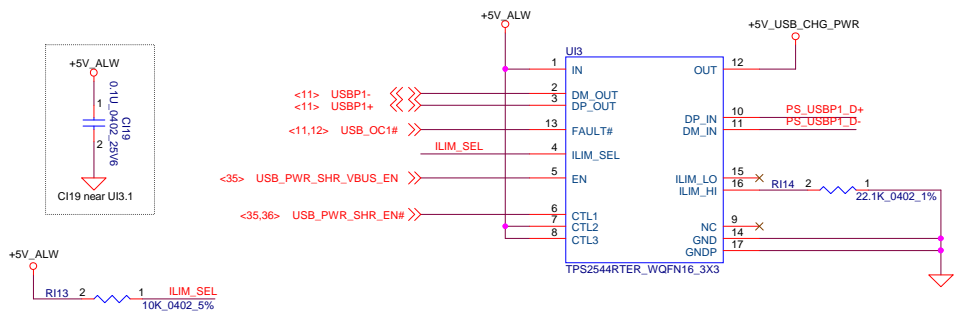 +5V_ALW
+5V_USB_CHG_PWR
+5V_ALW
0.1U_0402_25V6
CI19
1
2
CI19 near UI3.1
UI3
1 IN
OUT 12
<11> USBP1- 2 DM_OUT
<11> USBP1+ 3 DP_OUT
DP_IN 10 PS_USBP1_D+
DM_IN 11 PS_USBP1_D-
<11,12> USB_OC1# 13 FAULT#
ILIM_SEL 4 ILIM_SEL
<35> USB_PWR_SHR_VBUS_EN 5 EN
ILIM_LO 15
ILIM_HI 16 RI14 2 1
22.1K_0402_1%
<35,36> USB_PWR_SHR_EN# 6 CTL1
7 CTL2
8 CTL3
NC 9
GND 14
GNDP 17
TPS2544RTER_WQFN16_3X3
+5V_ALW
RI13 2 1 ILIM_SEL
10K_0402_5%